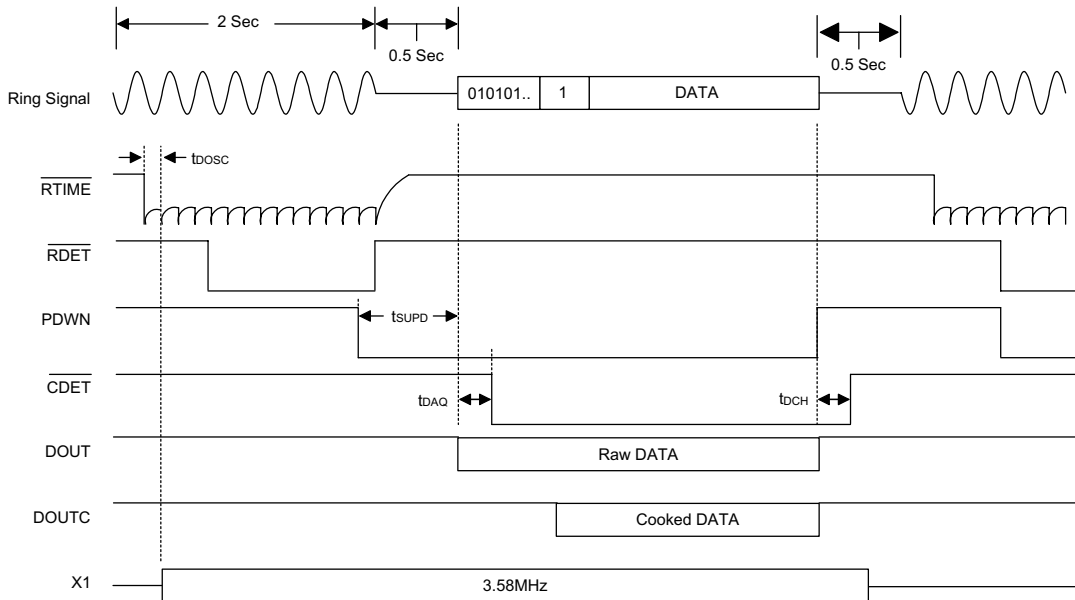 2 Sec
0.5 Sec
0.5 Sec
Ring Signal
010101..
1
DATA
tDOSC
RTIME
RDET
PDWN
tSUPD
CDET
tDAQ
tDCH
DOUT
Raw DATA
DOUTC
Cooked DATA
X1
3.58MHz